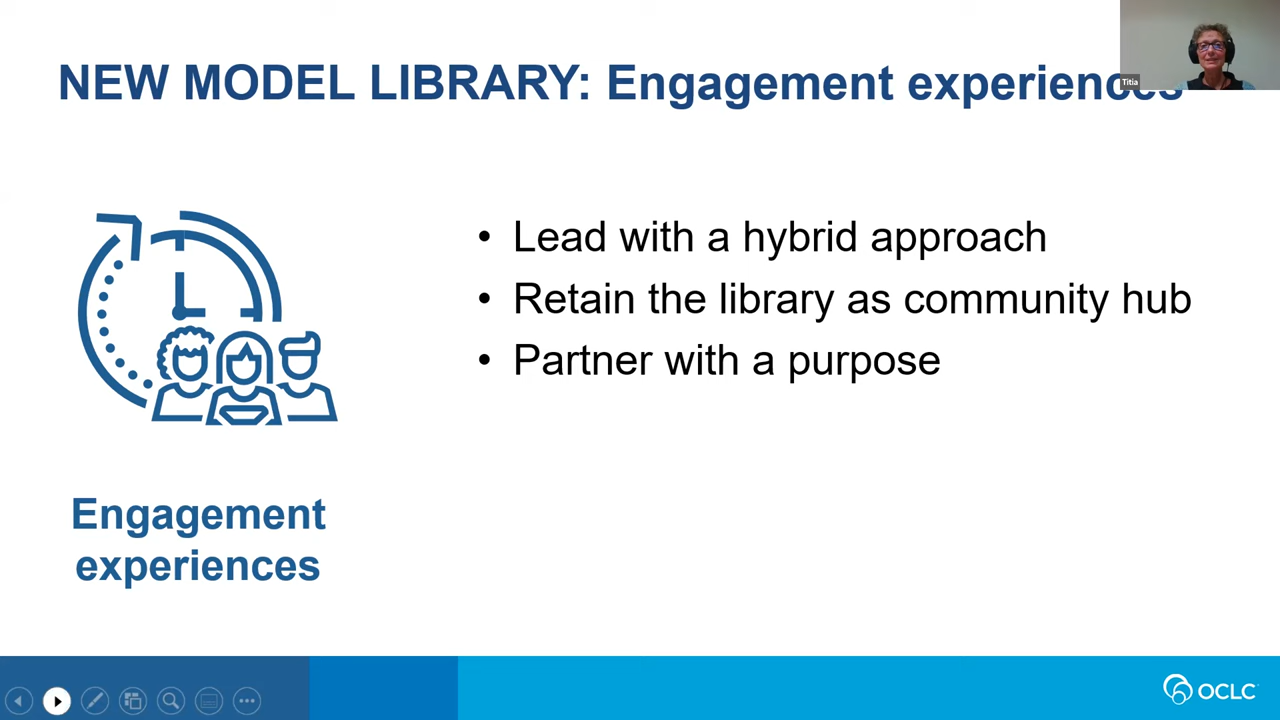 NEW MODEL LIBRARY: Engagement experiences
Titia
• Lead with a hybrid approach
• Retain the library as community hub
• Partner with a purpose
Engagement
experiences
OCLC